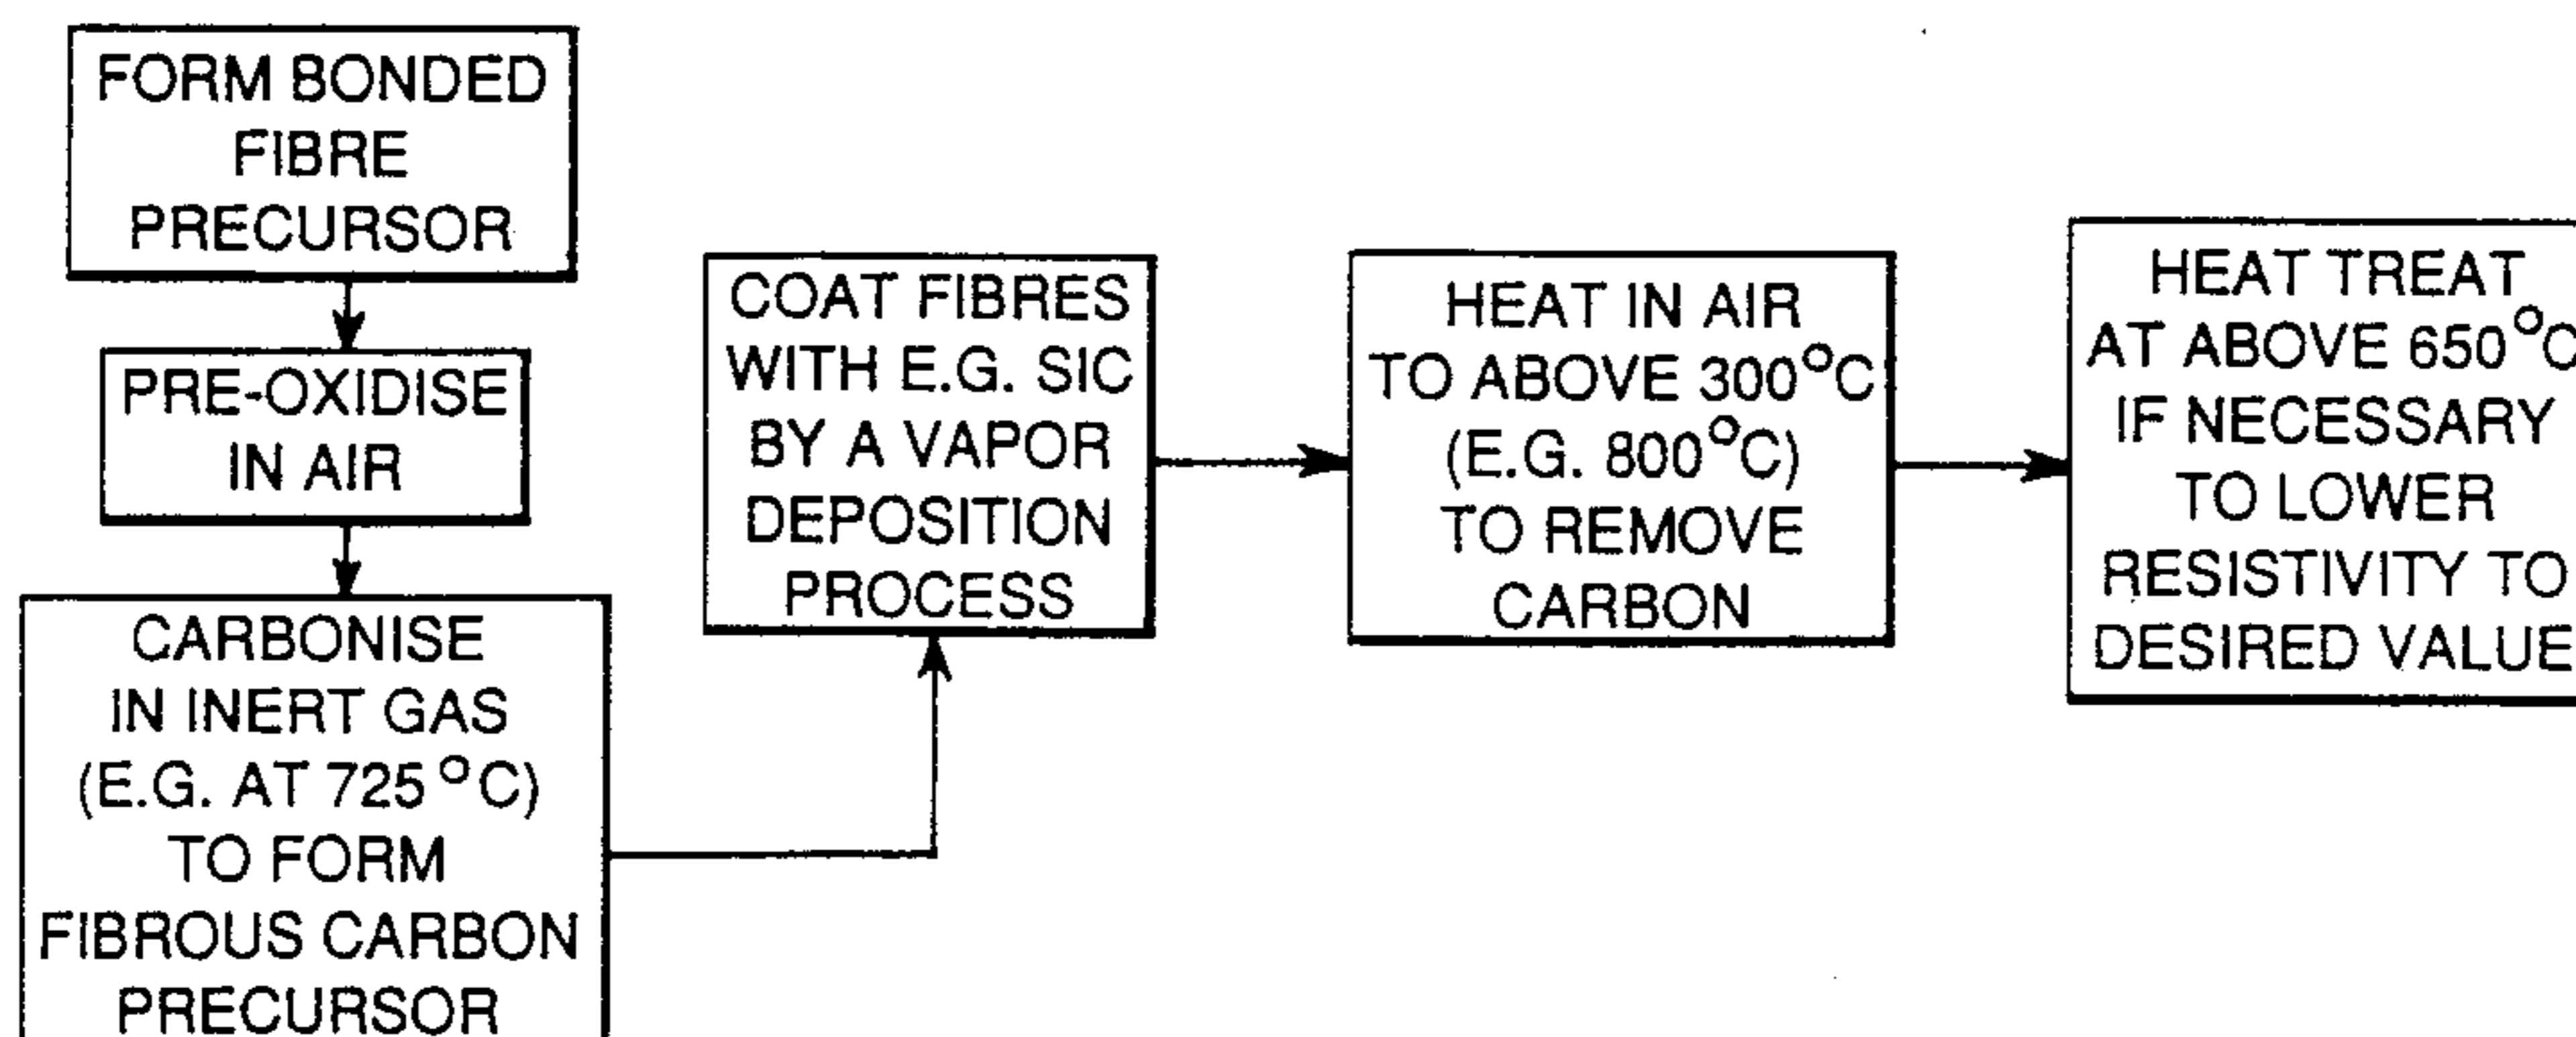 FORM BONDED
FIBRE
PRECURSOR
PRE-OXIDISE
IN AIR
CARBONISE
IN INERT GAS
(E.G. AT 725°C)
TO FORM
FIBROUS CARBON
PRECURSOR
COAT FIBRES
WITH E.G. SIC
BY A VAPOR
DEPOSITION
PROCESS
HEAT IN AIR
TO ABOVE 300°C
(E.G. 800°C)
TO REMOVE
CARBON
HEAT TREAT
AT ABOVE 650°C
IF NECESSARY
TO LOWER
RESISTIVITY TO
DESIRED VALUE